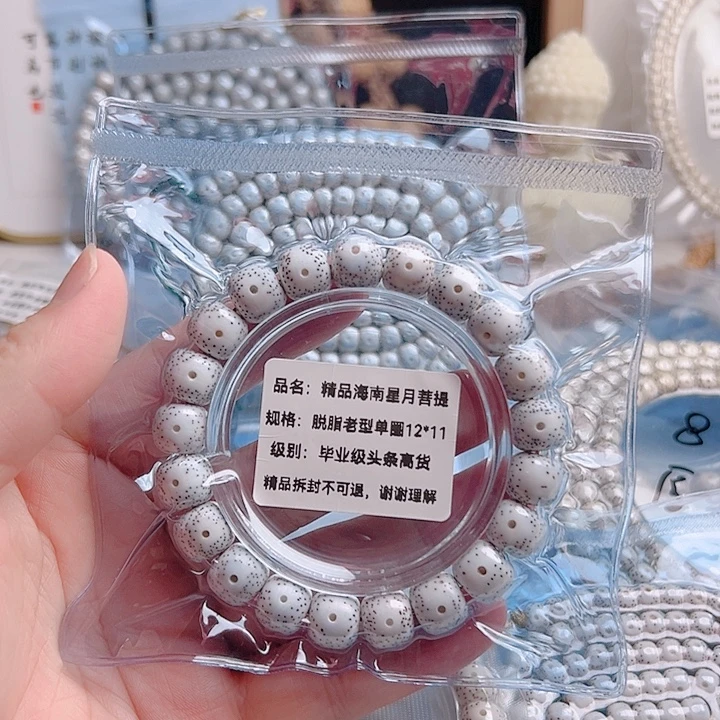 品名：精品海南星月菩提
规格：脱脂老型单圈12*11
级别：毕业级头条高货
精品拆封不可退，谢谢理解